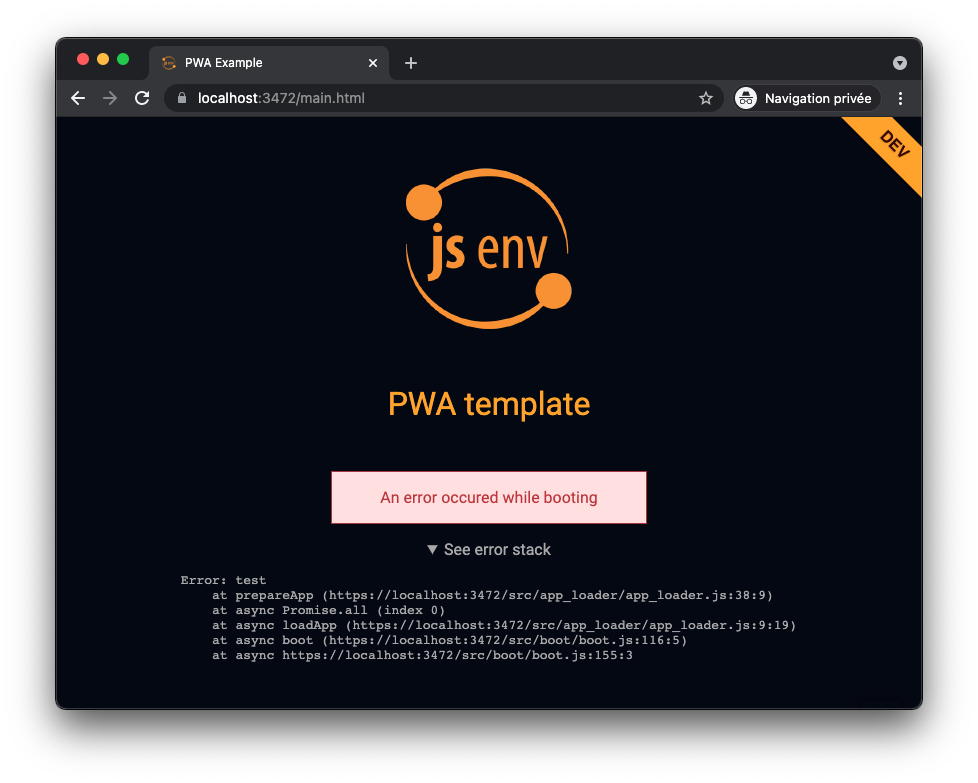 PWA Example
localhost:3472/main.html
Navigation privée
DEV
js env
PWA template
An error occured while booting
▼ See error stack
Error: test
    at prepareApp (https://localhost:3472/src/app_loader/app_loader.js:38:9)
    at async Promise.all (index 0)
    at async loadApp (https://localhost:3472/src/app_loader/app_loader.js:9:19)
    at async boot (https://localhost:3472/src/boot/boot.js:116:5)
    at async https://localhost:3472/src/boot/boot.js:155:3